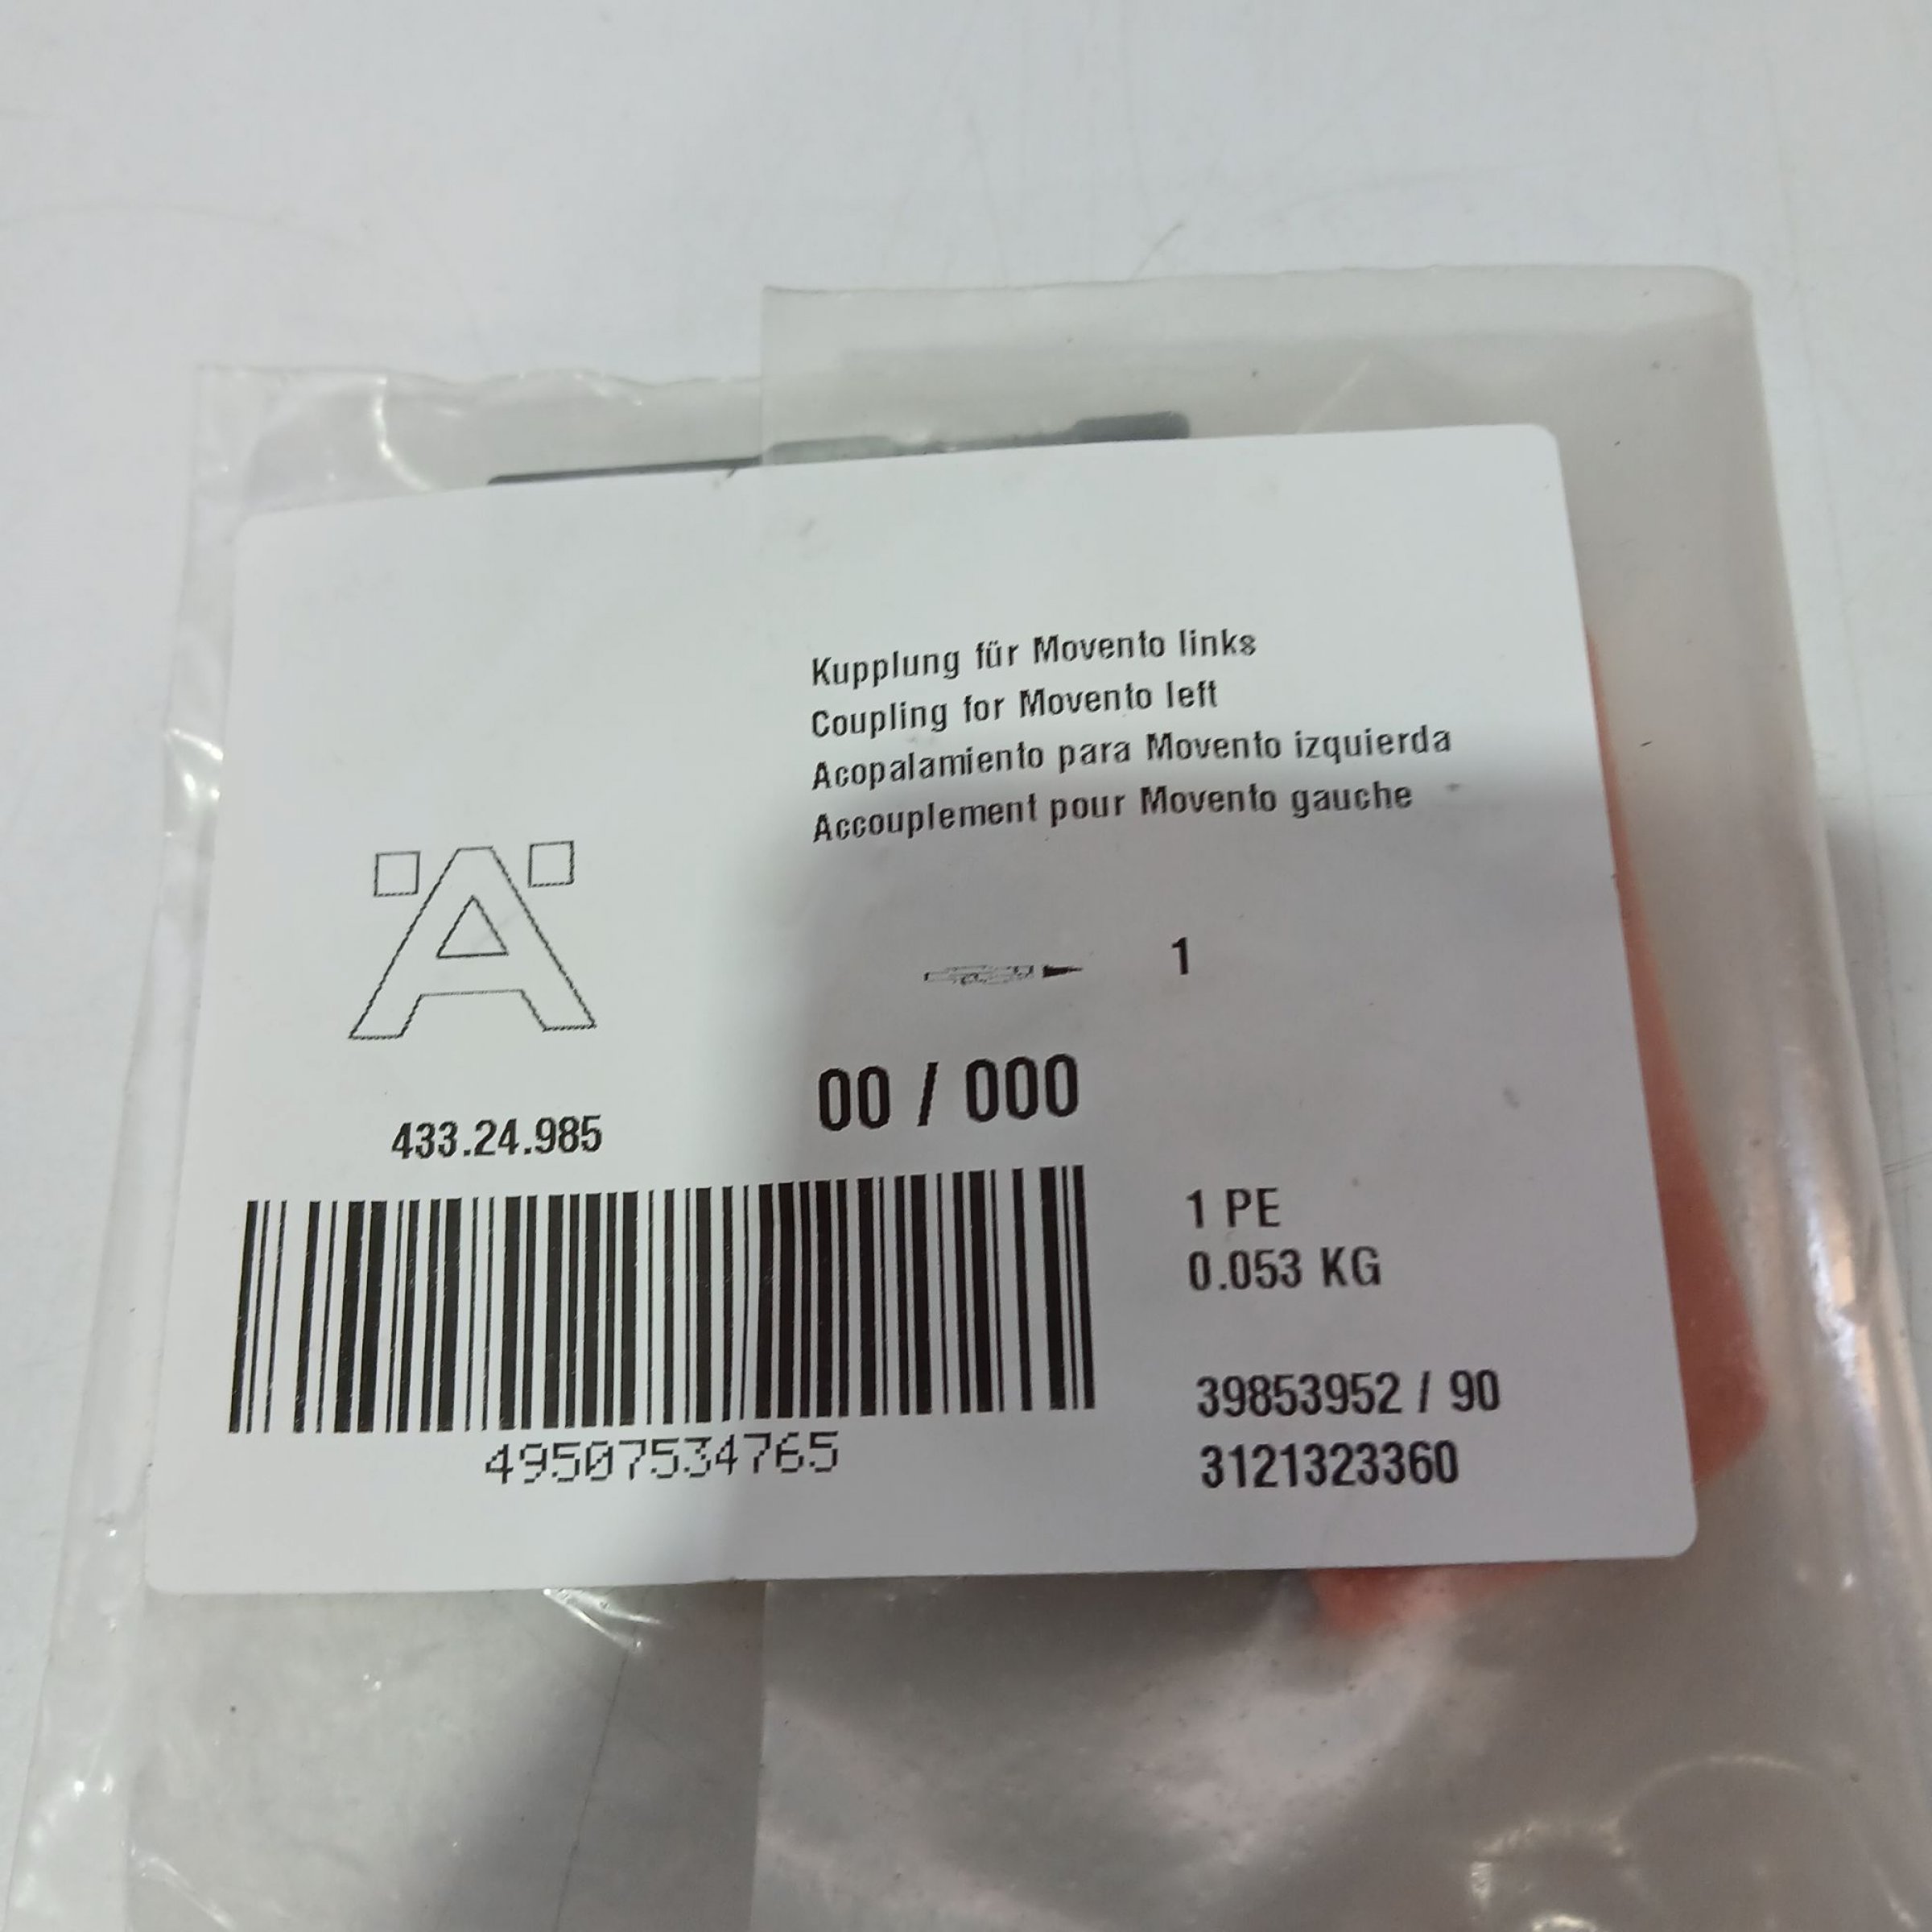 Kupplung für Movento links
Coupling for Movento left
Acopalamiento para Movento izquierda
Accouplement pour Movento gauche
Ä
1
433.24.985
00 / 000
1 PE
0.053 KG
49507534765
39853952 / 90
3121323360